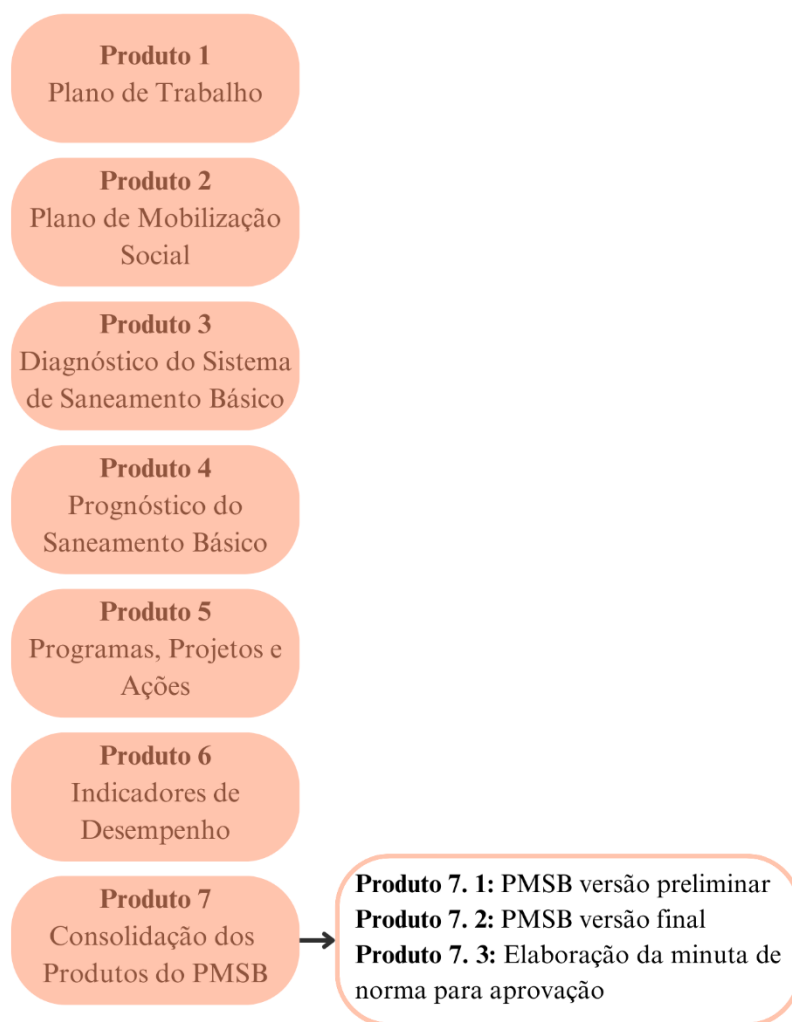 Produto 1
Plano de Trabalho
Produto 2
Plano de Mobilização
Social
Produto 3
Diagnóstico do Sistema
de Saneamento Básico
Produto 4
Prognóstico do
Saneamento Básico
Produto 5
Programas, Projetos e
Ações
Produto 6
Indicadores de
Desempenho
Produto 7
Consolidação dos
Produtos do PMSB
Produto 7. 1: PMSB versão preliminar
Produto 7. 2: PMSB versão final
Produto 7. 3: Elaboração da minuta de
norma para aprovação